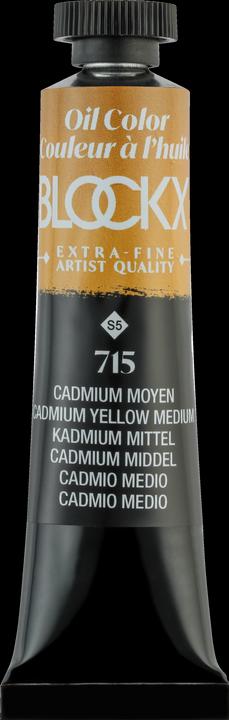 Oil Color
Couleur à l'huile
BLOCKX
EXTRA-FINE
ARTIST QUALITY
S5
715
CADMIUM MOYEN
CADMIUM YELLOW MEDIUM
KADMIUM MITTEL
CADMIUM MIDDEL
CADMIO MEDIO
CADMIO MEDIO